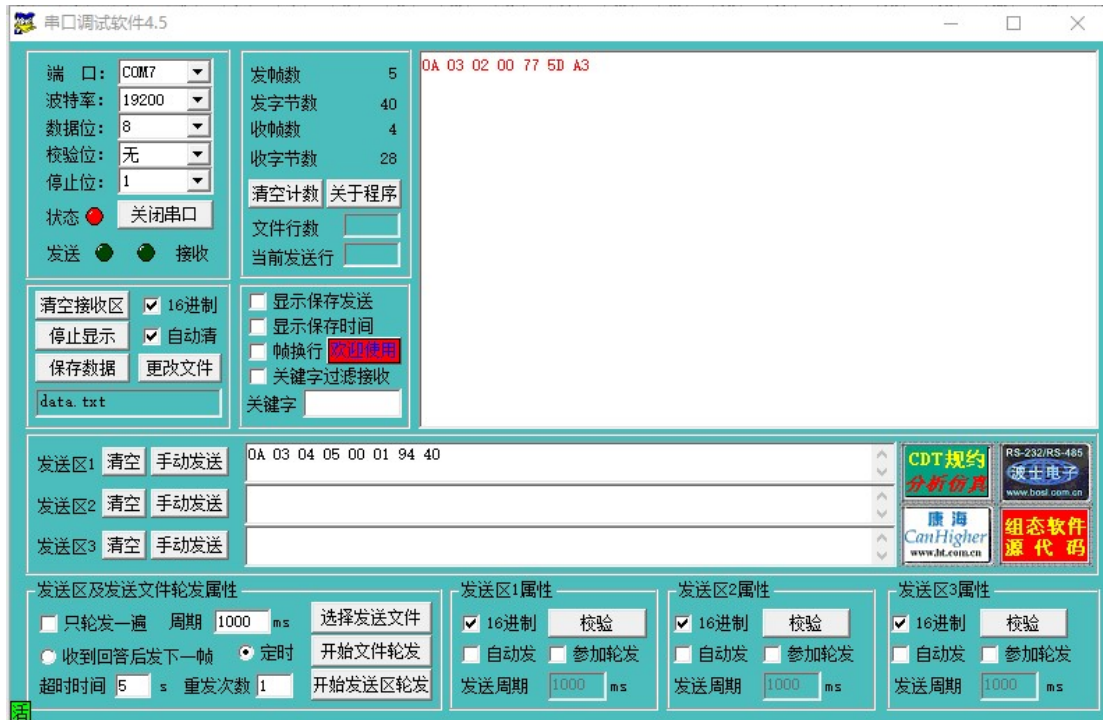 串口调试软件4.5
端 口: COM7
波特率: 19200
数据位: 8
校验位: 无
停止位: 1
状态 关闭串口
发送 接收
发帧数 5
发字节数 40
收帧数 4
收字节数 28
清空计数 关于程序
文件行数
当前发送行
0A 03 02 00 77 5D A3
清空接收区 16进制
停止显示 自动清
保存数据 更改文件
data.txt
显示保存发送
显示保存时间
帧换行 欢迎使用
关键字过滤接收
关键字
发送区1 清空 手动发送 0A 03 04 05 00 01 94 40
发送区2 清空 手动发送
发送区3 清空 手动发送
CDT规约
分析仿真
RS-232/RS-485
波士电子
www.bosi.com.cn
康海
CanHigher
www.ht.com.cn
组态软件
源代码
发送区及发送文件轮发属性
只轮发一遍 周期 1000 ms 选择发送文件
收到回答后发下一帧 定时 开始文件轮发
超时时间 5 s 重发次数 1 开始发送区轮发
发送区1属性
16进制 校验
自动发 参加轮发
发送周期 1000 ms
发送区2属性
16进制 校验
自动发 参加轮发
发送周期 1000 ms
发送区3属性
16进制 校验
自动发 参加轮发
发送周期 1000 ms
活